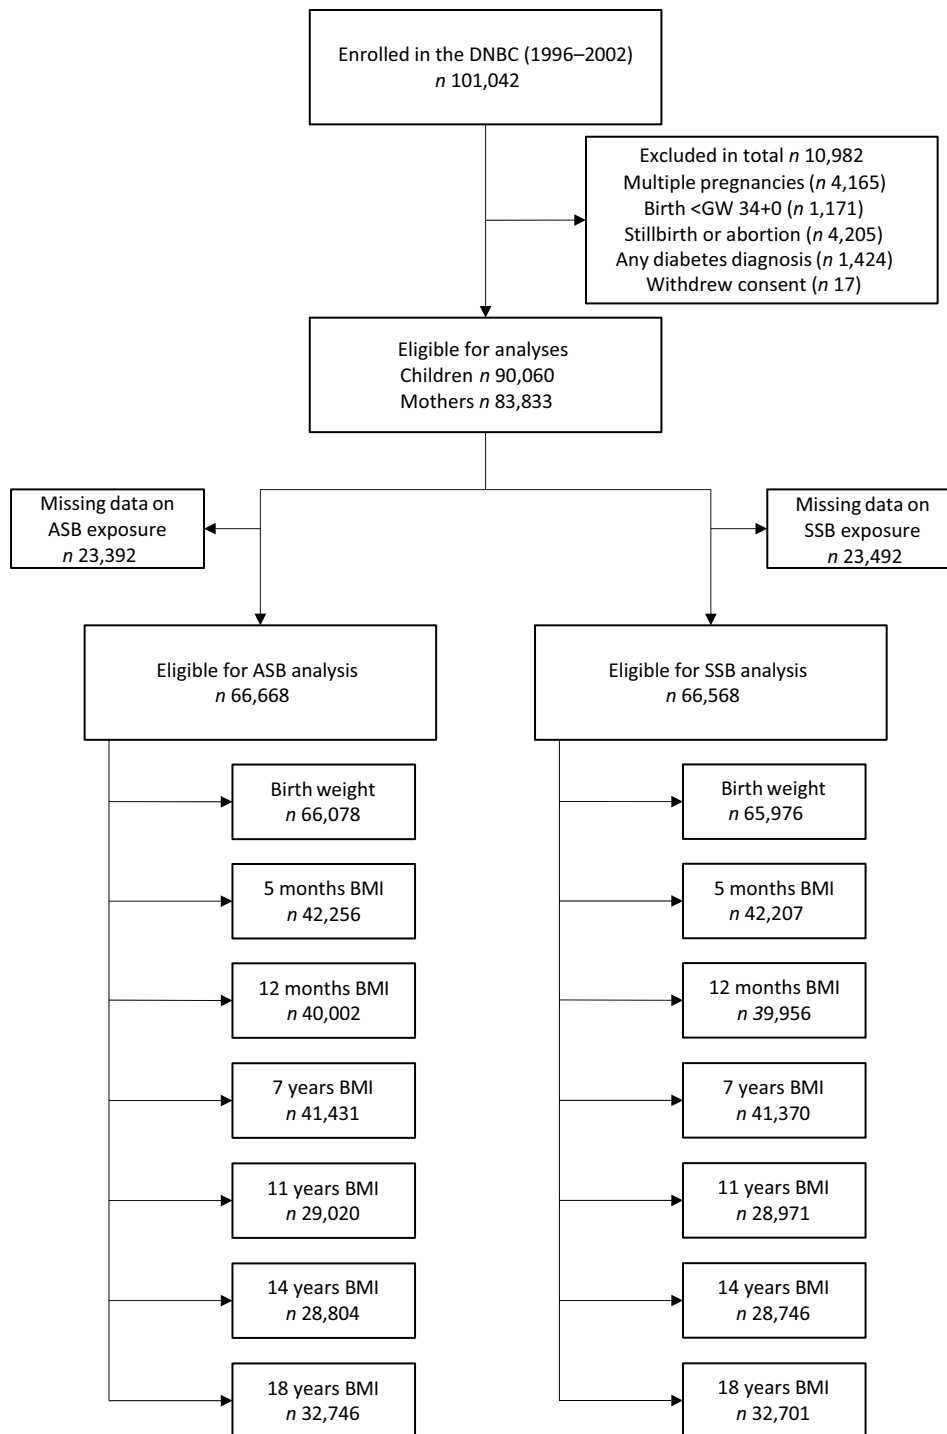 Enrolled in the DNBC (1996–2002)
n 101,042
Excluded in total n 10,982
Multiple pregnancies (n 4,165)
Birth <GW 34+0 (n 1,171)
Stillbirth or abortion (n 4,205)
Any diabetes diagnosis (n 1,424)
Withdrew consent (n 17)
Eligible for analyses
Children n 90,060
Mothers n 83,833
Missing data on
ASB exposure
n 23,392
Missing data on
SSB exposure
n 23,492
Eligible for ASB analysis
n 66,668
Birth weight
n 66,078
5 months BMI
n 42,256
12 months BMI
n 40,002
7 years BMI
n 41,431
11 years BMI
n 29,020
14 years BMI
n 28,804
18 years BMI
n 32,746
Eligible for SSB analysis
n 66,568
Birth weight
n 65,976
5 months BMI
n 42,207
12 months BMI
n 39,956
7 years BMI
n 41,370
11 years BMI
n 28,971
14 years BMI
n 28,746
18 years BMI
n 32,701